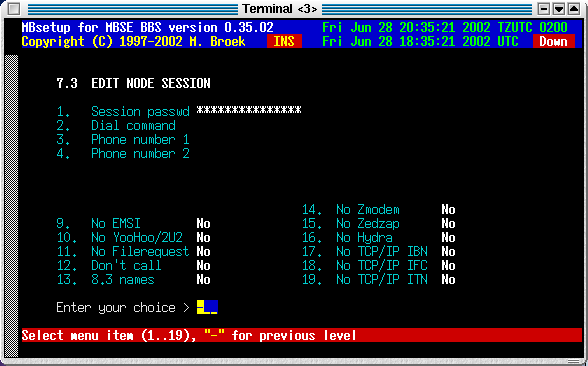 Terminal <3>
MBsetup for MBSE BBS version 0.35.02 Fri Jun 28 20:35:21 2002 TZUTC 0200
Copyright (C) 1997-2002 M. Broek INS Fri Jun 28 18:35:21 2002 UTC Down
7.3 EDIT NODE SESSION
1. Session passwd ***************
2. Dial command
3. Phone number 1
4. Phone number 2
14. No Zmodem No
9. No EMSI No 15. No Zedzap No
10. No YooHoo/2U2 No 16. No Hydra No
11. No Filerequest No 17. No TCP/IP IBN No
12. Don't call No 18. No TCP/IP IFC No
13. 8.3 names No 19. No TCP/IP ITN No
Enter your choice > -
Select menu item (1..19), "-" for previous level